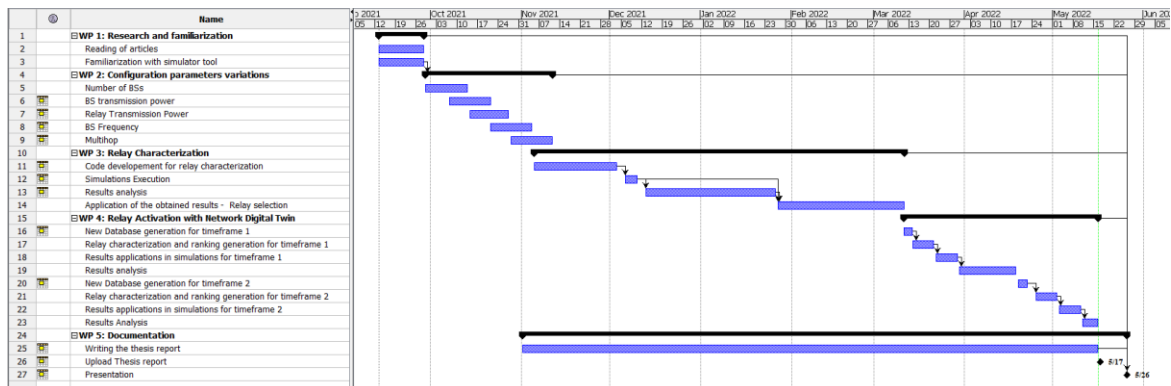 Name
p 2021 Oct 2021 Nov 2021 Dec 2021 Jan 2022 Feb 2022 Mar 2022 Apr 2022 May 2022 Jun 202
05 12 19 26 03 10 17 24 31 07 14 21 28 05 12 19 26 02 09 16 23 30 06 13 20 27 06 13 20 27 03 10 17 24 01 08 15 22 29 05
1 WP 1: Research and familiarization
2 Reading of articles
3 Familiarization with simulator tool
4 WP 2: Configuration parameters variations
5 Number of BSs
6 BS transmission power
7 Relay Transmission Power
8 BS Frequency
9 Multihop
10 WP 3: Relay Characterization
11 Code developement for relay characterization
12 Simulations Execution
13 Results analysis
14 Application of the obtained results - Relay selection
15 WP 4: Relay Activation with Network Digital Twin
16 New Database generation for timeframe 1
17 Relay characterization and ranking generation for timeframe 1
18 Results applications in simulations for timeframe 1
19 Results analysis
20 New Database generation for timeframe 2
21 Relay characterization and ranking generation for timeframe 2
22 Results applications in simulations for timeframe 2
23 Results Analysis
24 WP 5: Documentation
25 Writing the thesis report
26 Upload Thesis report 5/17
27 Presentation 5/26